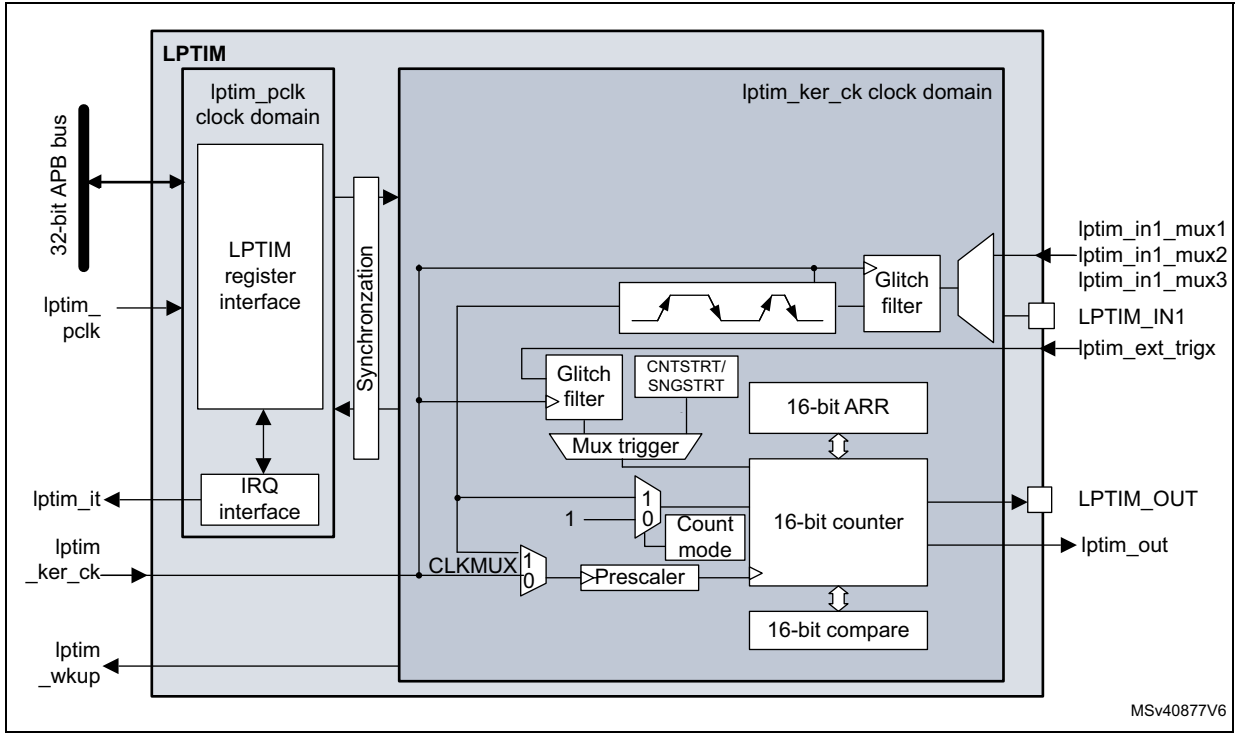 LPTIM
lptim_pclk
clock domain
lptim_ker_ck clock domain
32-bit APB bus
LPTIM
register
interface
Synchronzation
lptim_
pclk
Glitch
filter
lptim_in1_mux1
lptim_in1_mux2
lptim_in1_mux3
LPTIM_IN1
lptim_ext_trigx
Glitch
filter
CNTSTRT/
SNGSTRT
16-bit ARR
Mux trigger
IRQ
interface
lptim_it
1
0
1
Count
mode
16-bit counter
LPTIM_OUT
lptim_out
lptim
_ker_ck
CLKMUX
1
0
Prescaler
16-bit compare
lptim
_wkup
MSv40877V6